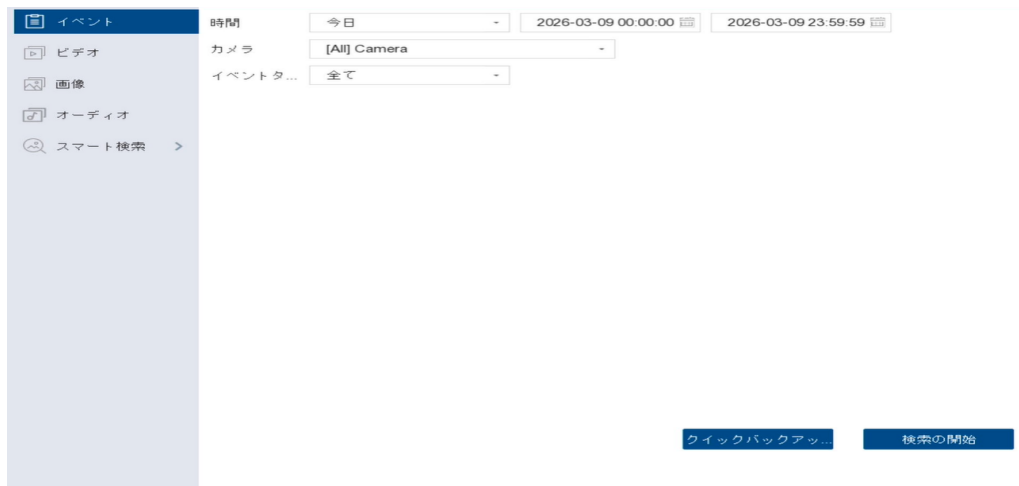 イベント
ビデオ
画像
オーディオ
スマート検索 >
時間 今日 2026-03-09 00:00:00 2026-03-09 23:59:59
カメラ [All] Camera
イベントタ... 全て
クイックバックアッ... 検索の開始